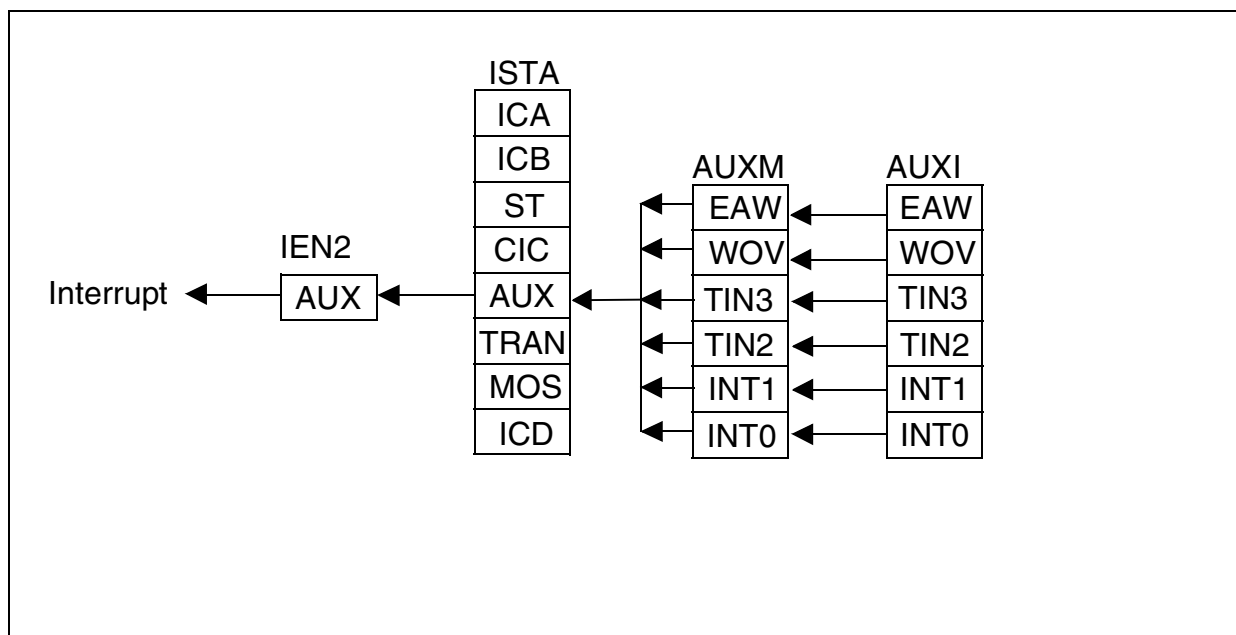 ISTA
ICA
ICB
ST
CIC
AUX
TRAN
MOS
ICD
IEN2
AUX
Interrupt
AUXM
EAW
WOV
TIN3
TIN2
INT1
INT0
AUXI
EAW
WOV
TIN3
TIN2
INT1
INT0